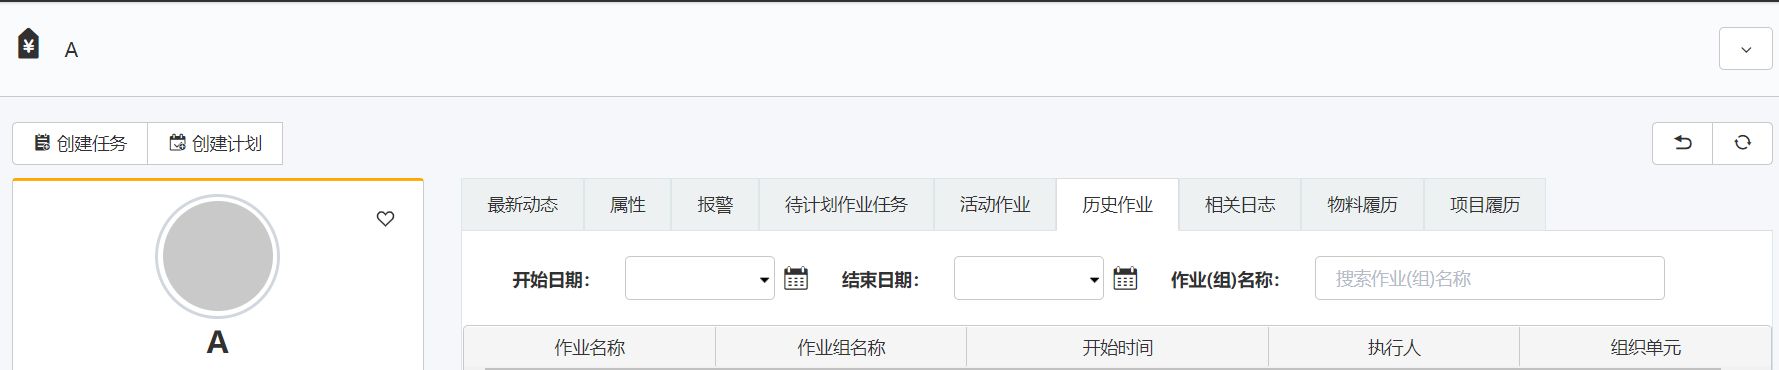 ¥ A
创建任务 创建计划
最新动态 属性 报警 待计划作业任务 活动作业 历史作业 相关日志 物料履历 项目履历
开始日期： 结束日期： 作业(组)名称： 搜索作业(组)名称
A
作业名称 作业组名称 开始时间 执行人 组织单元